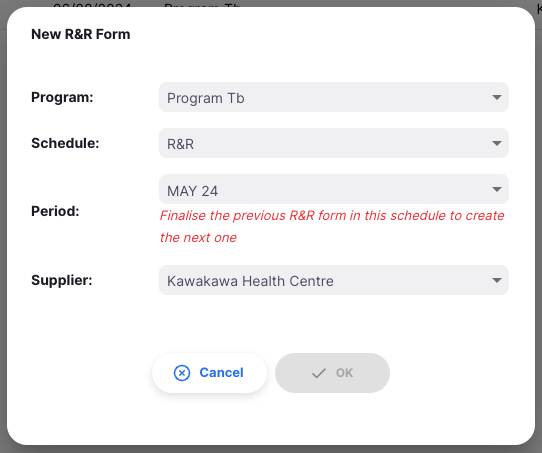 New R&R Form
Program: Program Tb
Schedule: R&R
Period: MAY 24
Finalise the previous R&R form in this schedule to create
the next one
Supplier: Kawakawa Health Centre
Cancel OK